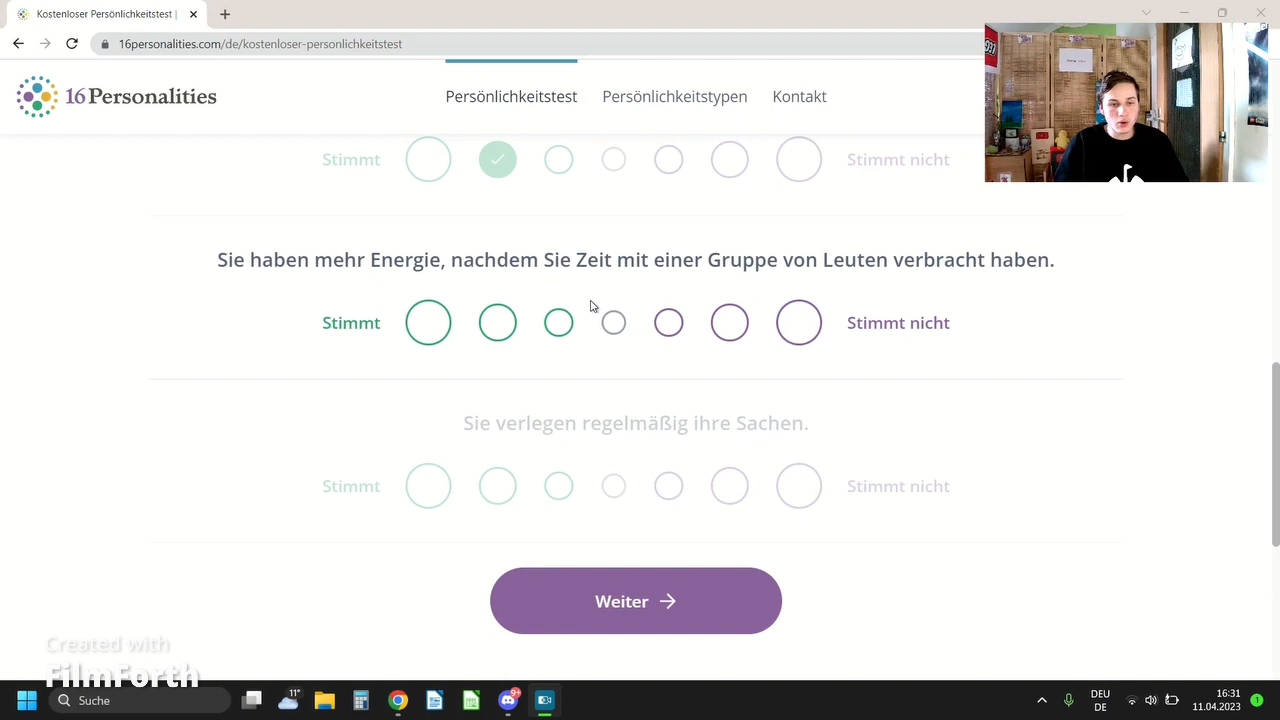 Kostenloser Persönlichkeitstest |
16personalities.com/de/kostenloser-personlichkeitstest
16Personalities
Persönlichkeitstest
Persönlichkeitstypen
Kontakt
Stimmt
Stimmt nicht
Sie haben mehr Energie, nachdem Sie Zeit mit einer Gruppe von Leuten verbracht haben.
Stimmt
Stimmt nicht
Sie verlegen regelmäßig ihre Sachen.
Stimmt
Stimmt nicht
Weiter →
Created with
FilmForth
Suche
11°
9+
DEU
DE
16:31
11.04.2023
1